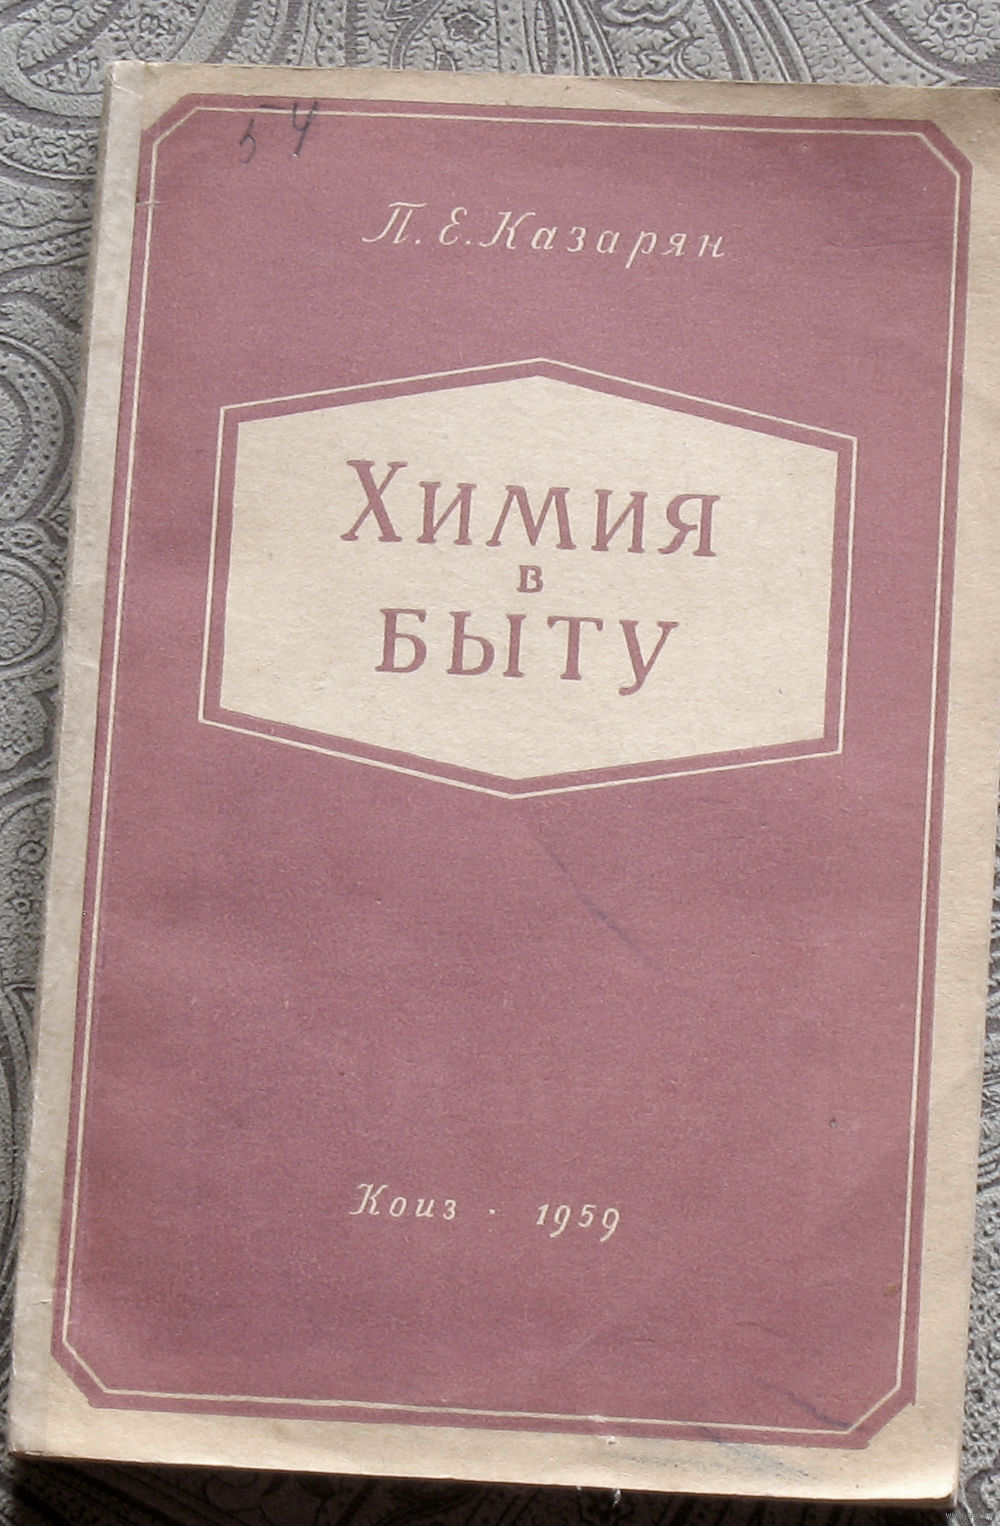 54
П. Е. Казарян
Химия
в
быту
Коиз · 1959